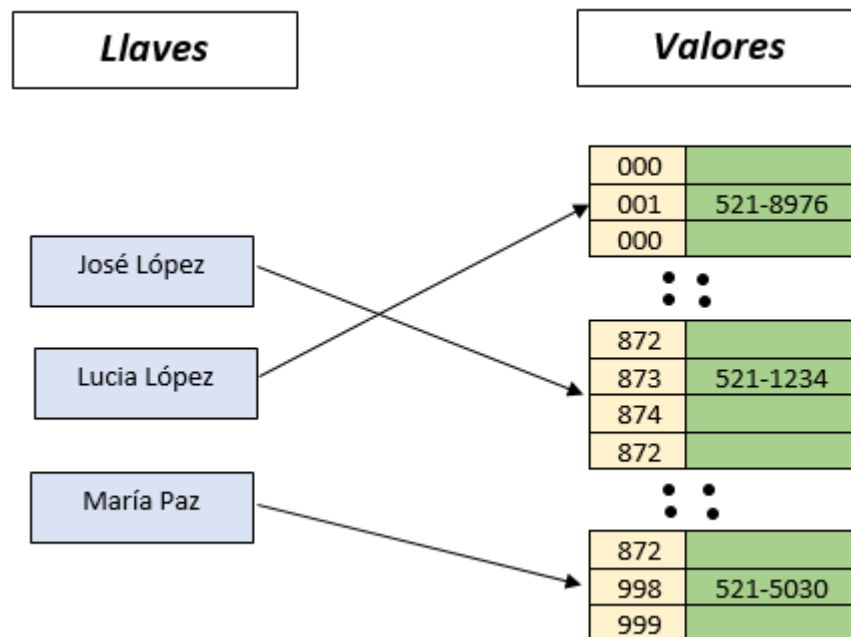 Llaves
Valores
José López
Lucia López
María Paz
000
001 521-8976
000
872
873 521-1234
874
872
872
998 521-5030
999